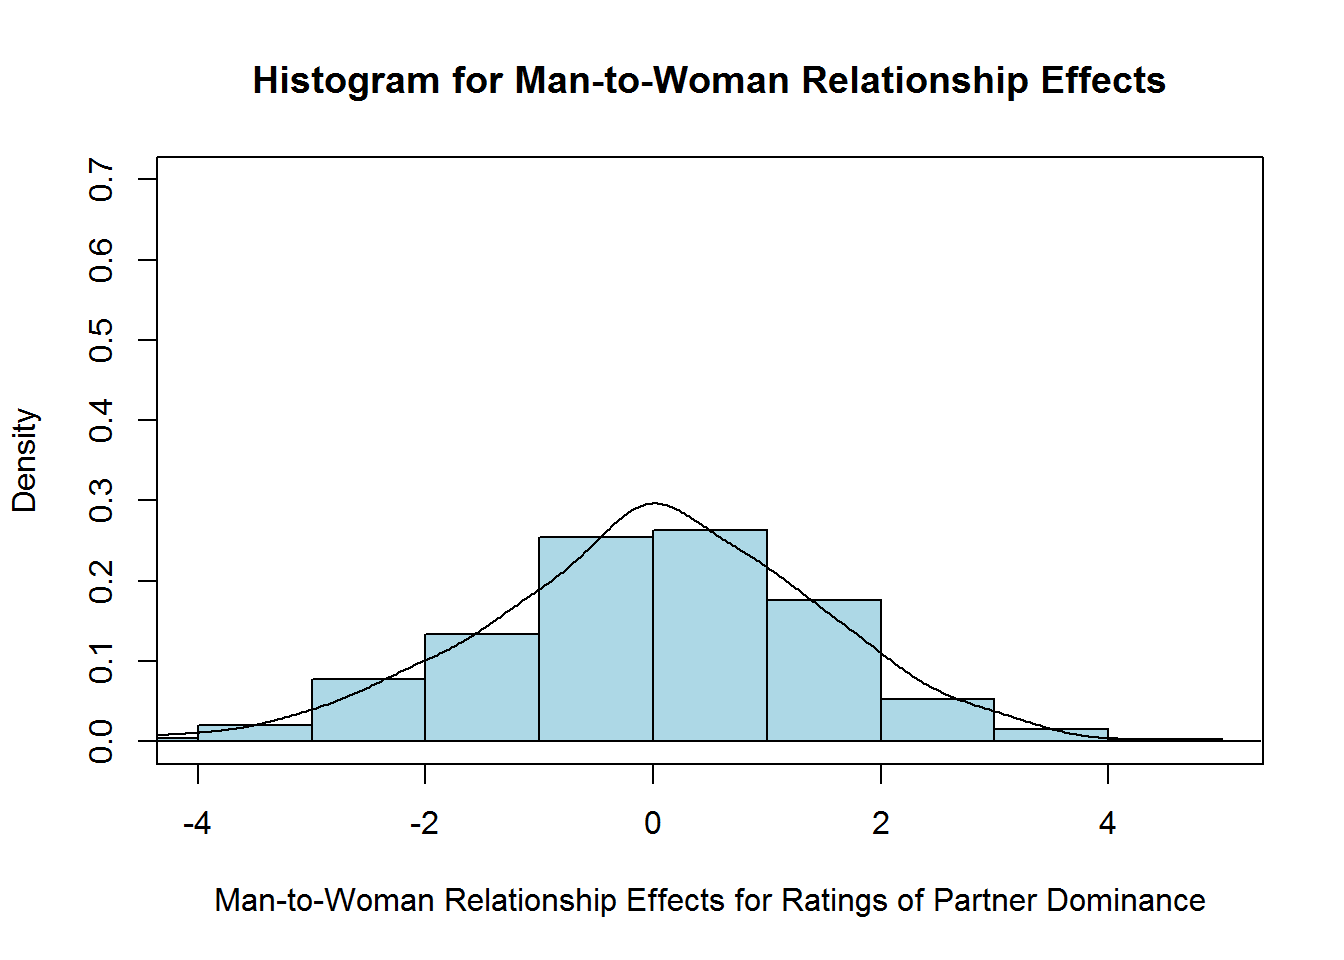 Histogram for Man-to-Woman Relationship Effects
0.7
0.6
0.5
0.4
0.3
0.2
0.1
0.0
Density
-4 -2 0 2 4
Man-to-Woman Relationship Effects for Ratings of Partner Dominance